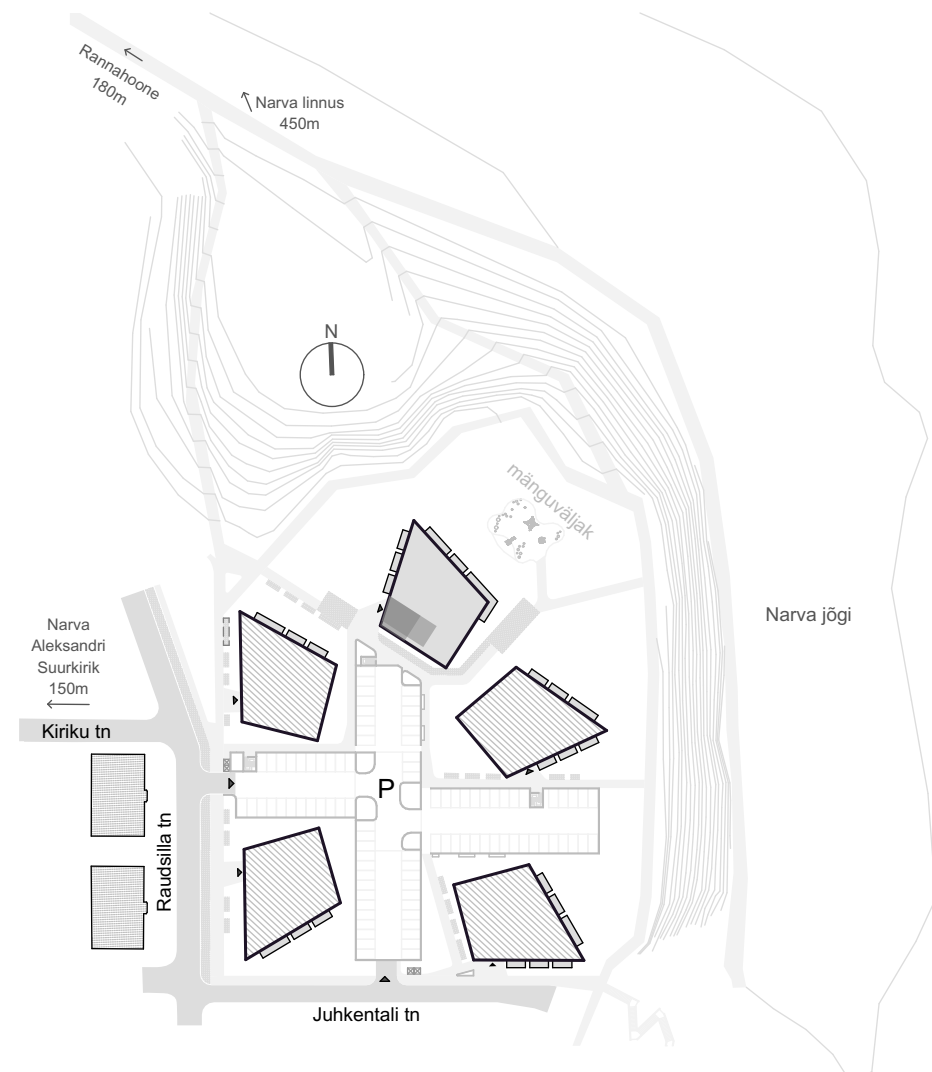 Rannahoone
180m
Narva linnus
450m
N
mänguväljak
Narva jõgi
Narva
Aleksandri
Suurkirik
150m
Kiriku tn
P
Raudsilla tn
Juhkentali tn